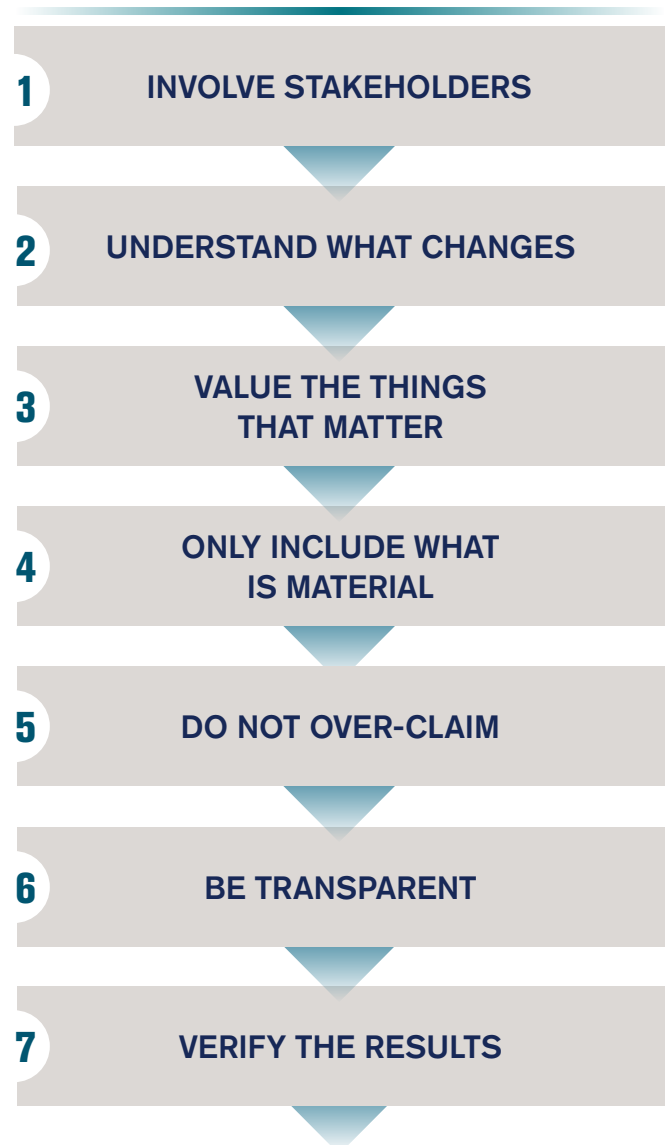 1
INVOLVE STAKEHOLDERS
2
UNDERSTAND WHAT CHANGES
3
VALUE THE THINGS
THAT MATTER
4
ONLY INCLUDE WHAT
IS MATERIAL
5
DO NOT OVER-CLAIM
6
BE TRANSPARENT
7
VERIFY THE RESULTS